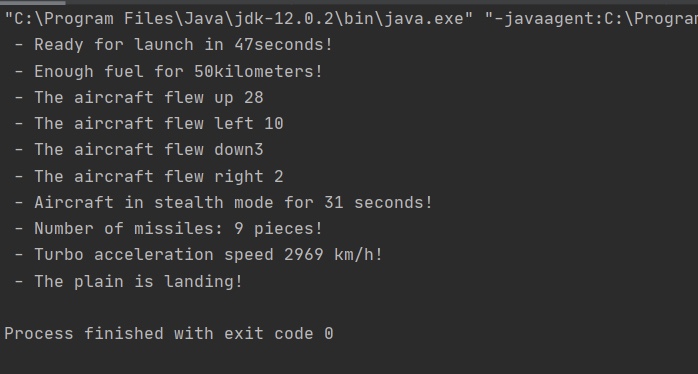 "C:\Program Files\Java\jdk-12.0.2\bin\java.exe" "-javaagent:C:\Program
- Ready for launch in 47seconds!
- Enough fuel for 50kilometers!
- The aircraft flew up 28
- The aircraft flew left 10
- The aircraft flew down3
- The aircraft flew right 2
- Aircraft in stealth mode for 31 seconds!
- Number of missiles: 9 pieces!
- Turbo acceleration speed 2969 km/h!
- The plain is landing!
Process finished with exit code 0